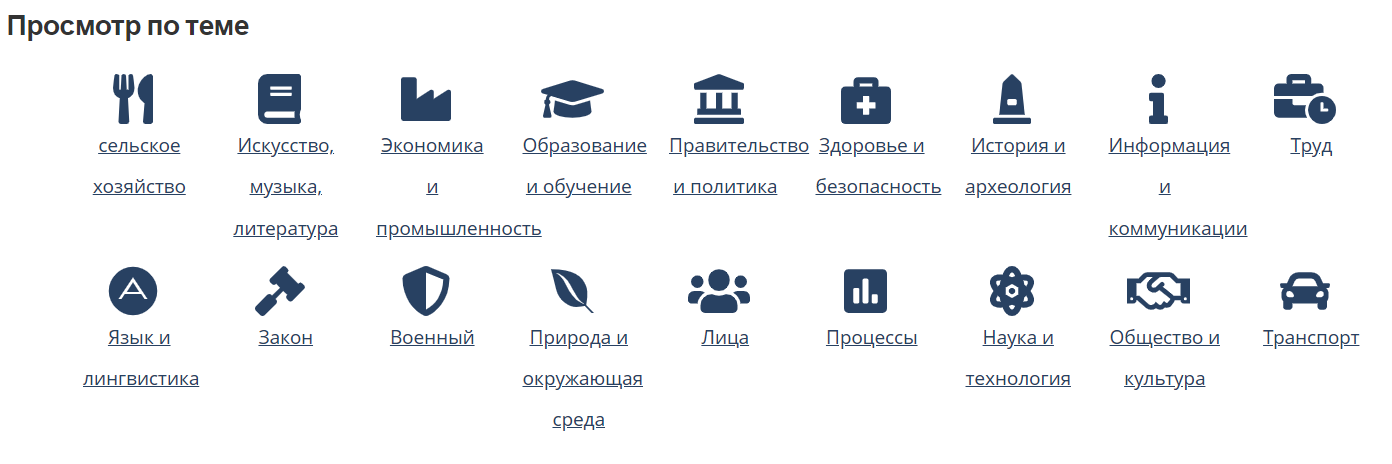 Просмотр по теме
сельское
хозяйство
Искусство,
музыка,
литература
Экономика
и
промышленность
Образование
и обучение
Правительство
и политика
Здоровье и
безопасность
История и
археология
Информация
и
коммуникации
Труд
Язык и
лингвистика
Закон
Военный
Природа и
окружающая
среда
Лица
Процессы
Наука и
технология
Общество и
культура
Транспорт